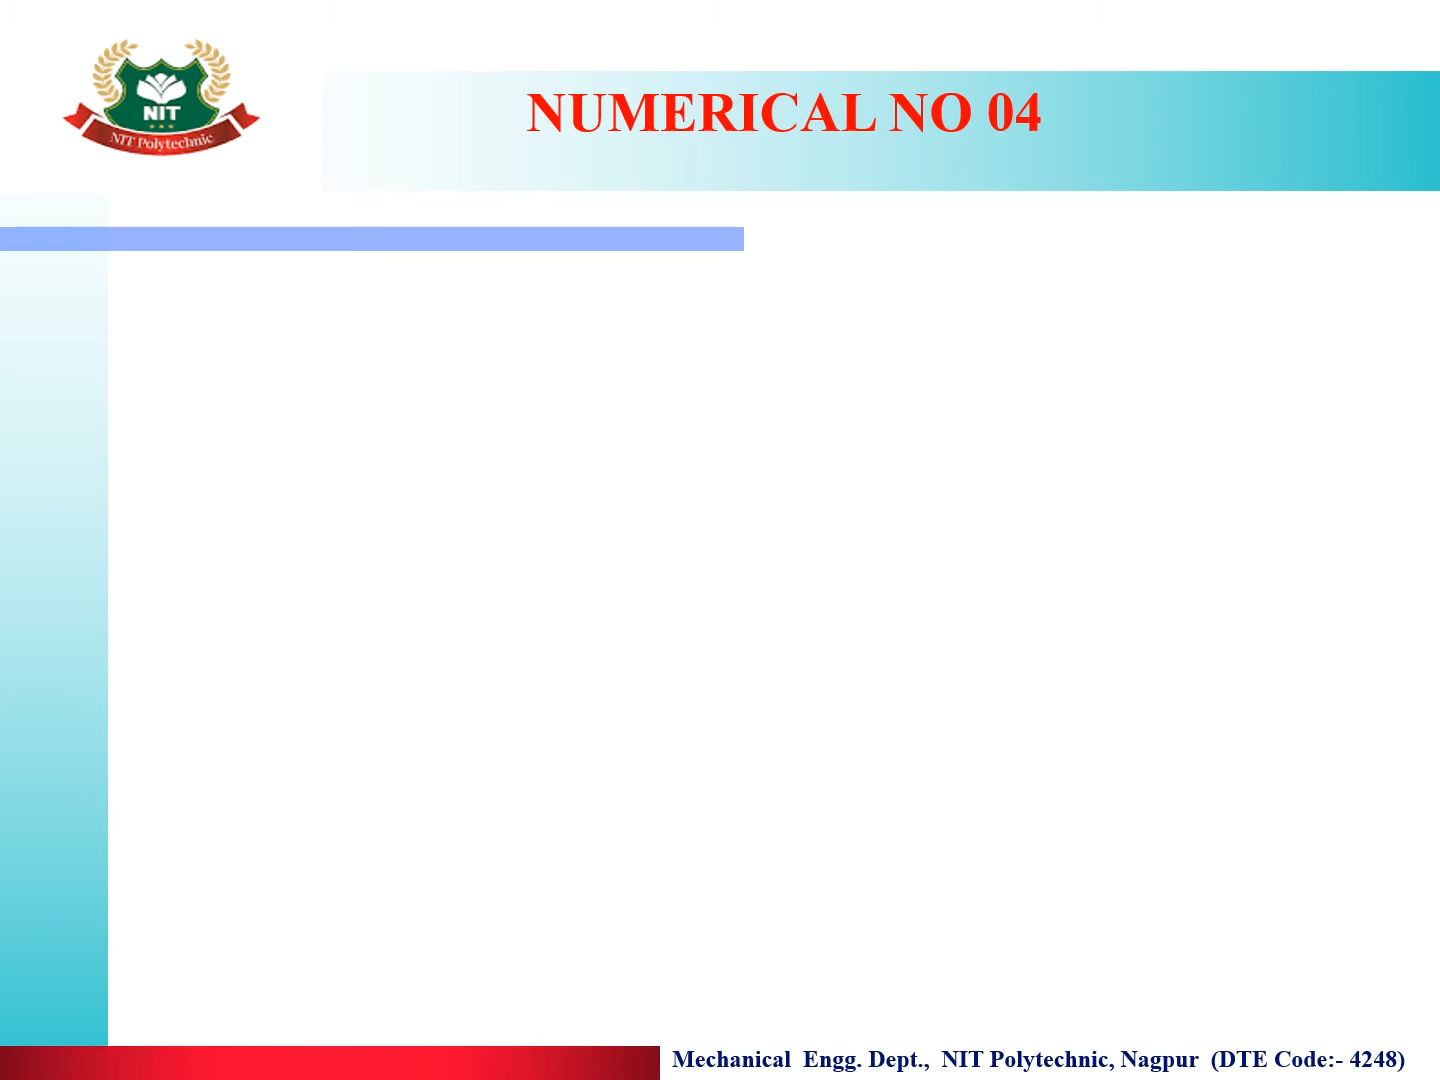 NIT
NIT Polytechnic
NUMERICAL NO 04
Mechanical Engg. Dept., NIT Polytechnic, Nagpur (DTE Code:- 4248)